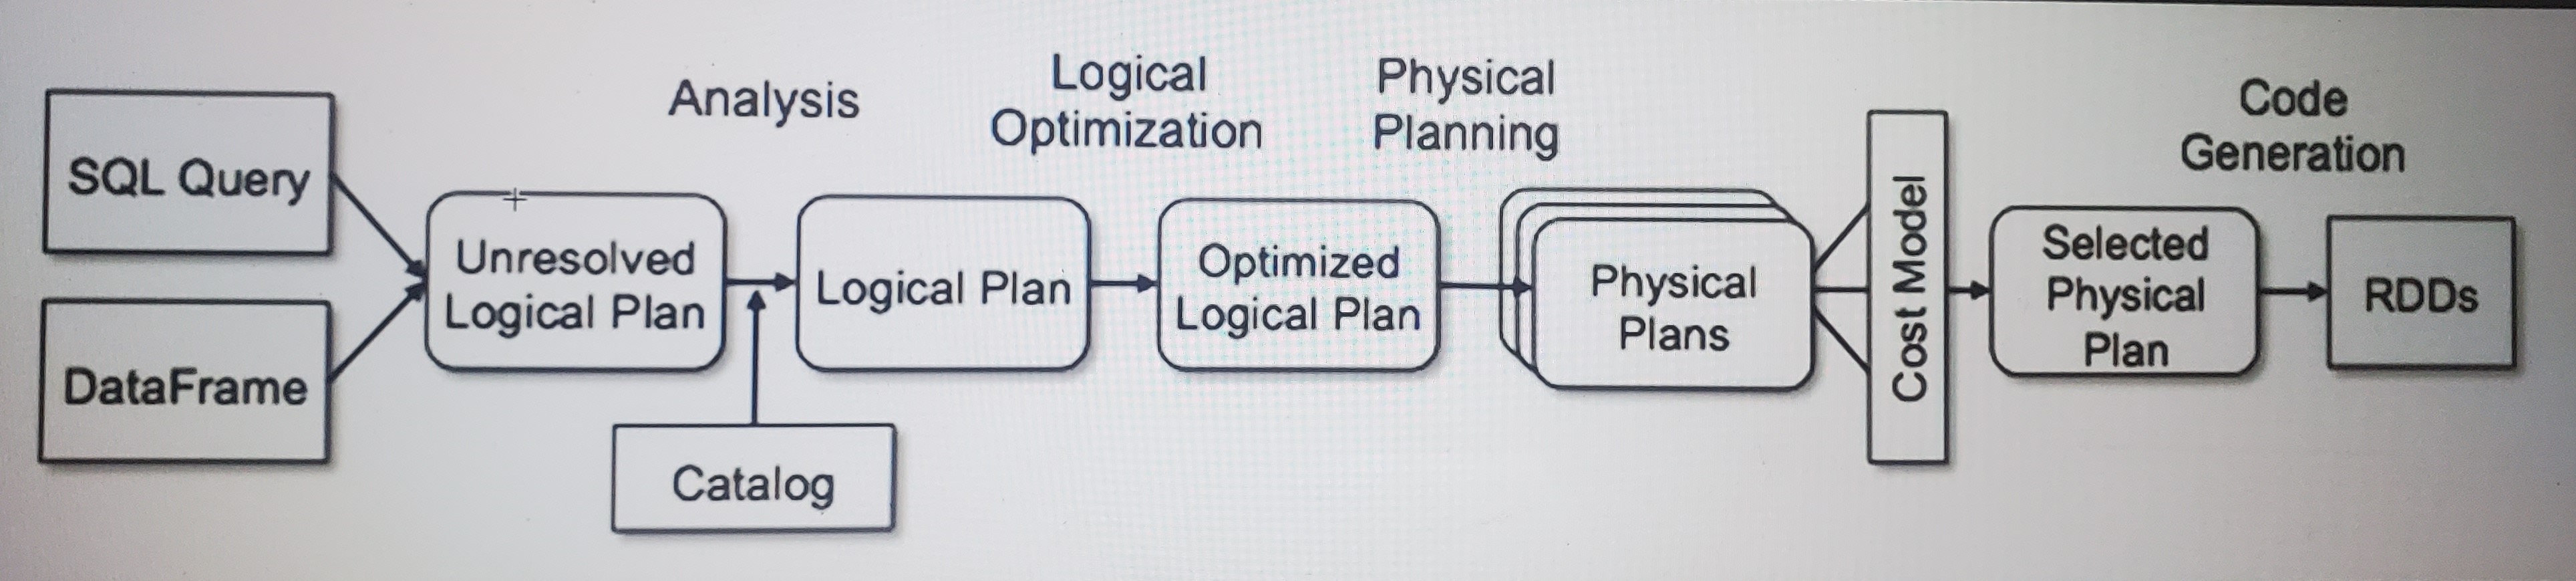 SQL Query
DataFrame
Analysis
Unresolved
Logical Plan
Catalog
Logical Plan
Logical
Optimization
Optimized
Logical Plan
Physical
Planning
Physical
Plans
Cost Model
Selected
Physical
Plan
Code
Generation
RDDs